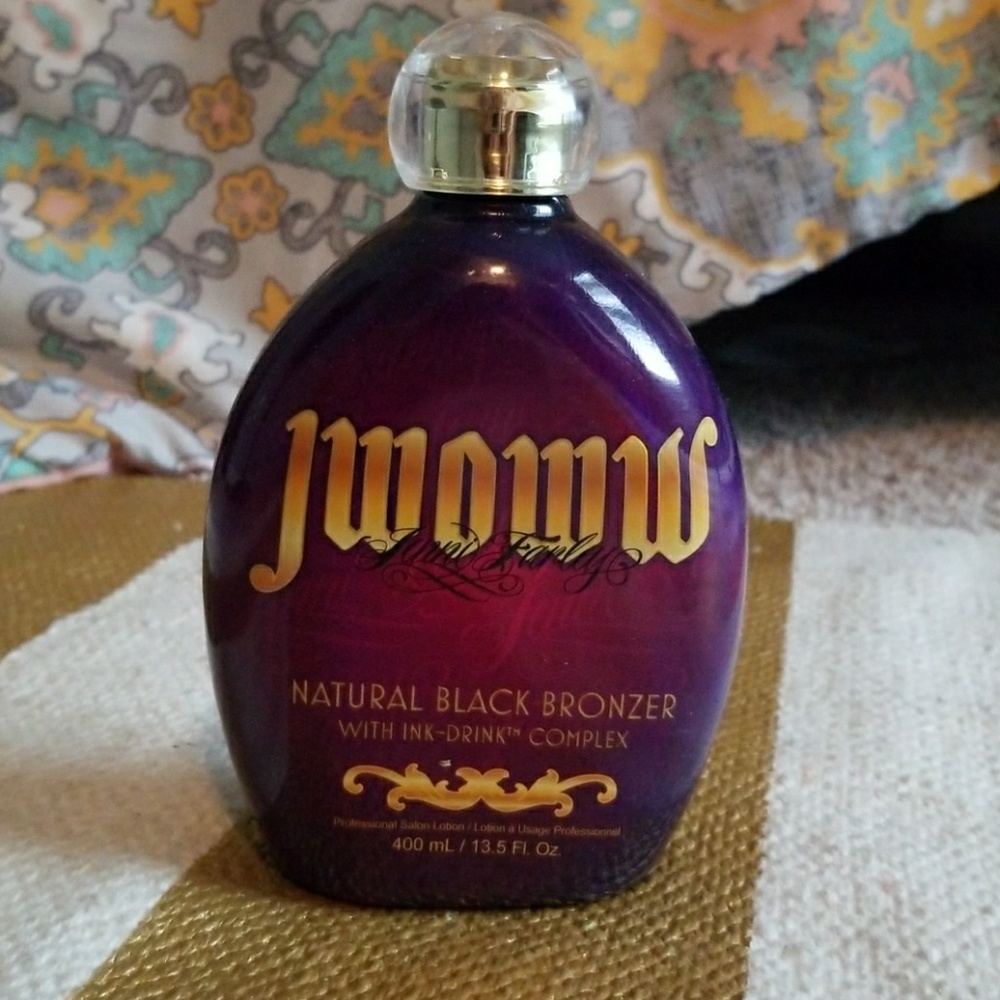 JWOWW
Jenni Farley
NATURAL BLACK BRONZER
WITH INK-DRINK™ COMPLEX
Professional Salon Lotion / Lotion à Usage Professionnel
400 mL / 13.5 Fl. Oz.